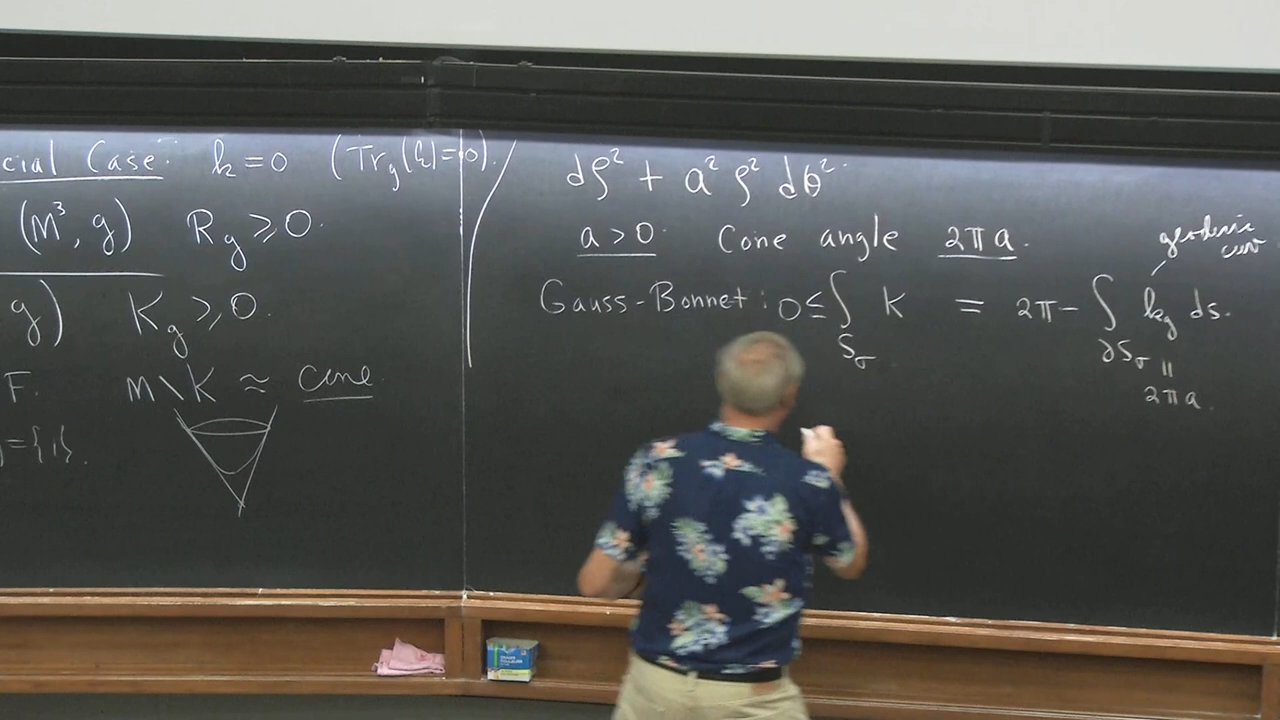 cial Case: k=0 (Tr_g(k)=0).
(M³, g) R_g ≥ 0.
g) K_g ≥ 0.
F. M\K ≈ cone
)={1}.
dρ² + a²ρ² dθ².
a>0. Cone angle 2πa.
geodesic curv
Gauss-Bonnet: 0 ≤ ∫_{S_σ} K = 2π - ∫_{∂S_σ} k_g ds.
||
2πa.